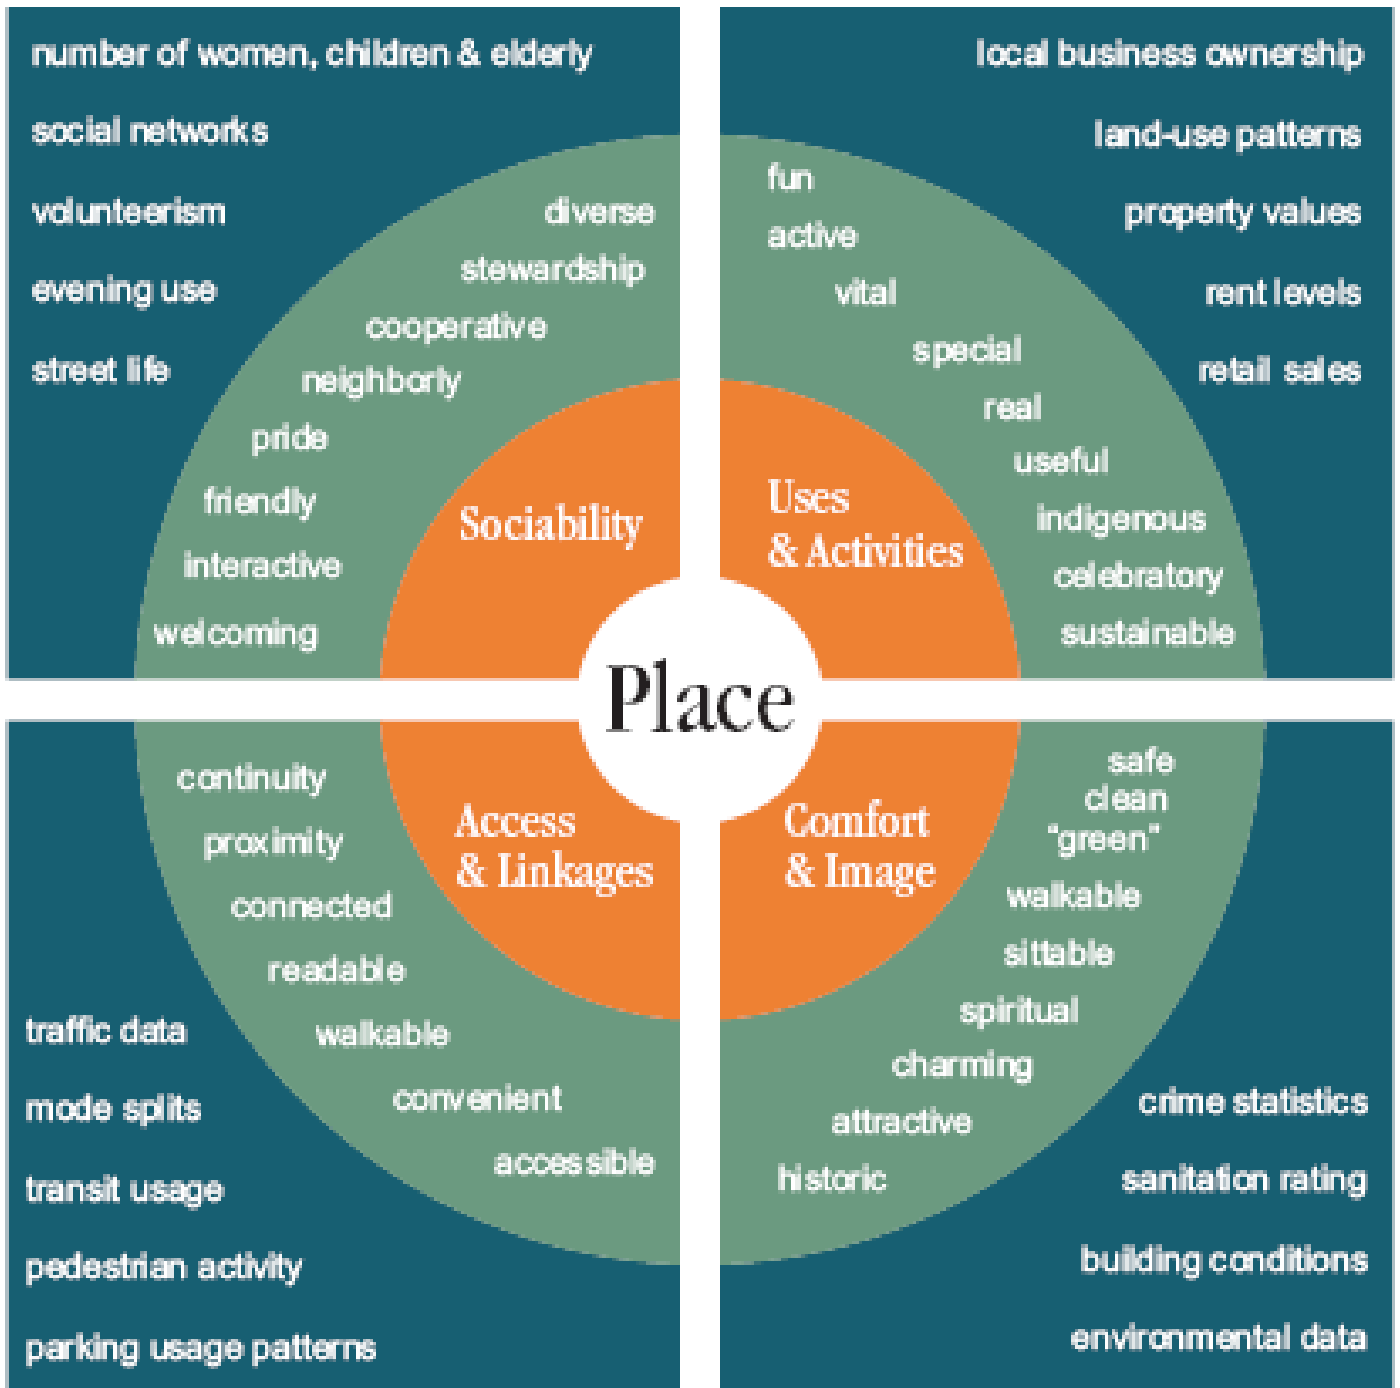 number of women, children & elderly
social networks
volunteerism
evening use
street life
diverse
stewardship
cooperative
neighborly
pride
friendly
interactive
welcoming
Sociability
local business ownership
land-use patterns
property values
rent levels
retail sales
fun
active
vital
special
real
useful
indigenous
celebratory
sustainable
Uses
& Activities
Place
continuity
proximity
connected
readable
walkable
convenient
accessible
Access
& Linkages
traffic data
mode splits
transit usage
pedestrian activity
parking usage patterns
Comfort
& Image
safe
clean
"green"
walkable
sittable
spiritual
charming
attractive
historic
crime statistics
sanitation rating
building conditions
environmental data